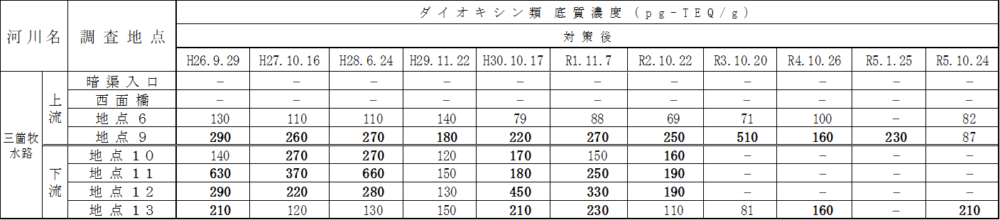 ダイオキシン類 底質濃度 (pg-TEQ/g)
河川名 調査地点 対策後
H26.9.29 H27.10.16 H28.6.24 H29.11.22 H30.10.17 R1.11.7 R2.10.22 R3.10.20 R4.10.26 R5.1.25 R5.10.24
三箇牧水路 上流 暗渠入口 － － － － － － － － － － －
西面橋 － － － － － － － － － － －
地点６ 130 110 110 140 79 88 69 71 100 － 82
地点９ 290 260 270 180 220 270 250 510 160 230 87
下流 地点１０ 140 270 270 120 170 150 160 － － － －
地点１１ 630 370 660 150 180 250 190 － － － －
地点１２ 290 220 280 130 450 330 190 － － － －
地点１３ 210 120 130 150 210 230 110 81 160 － 210